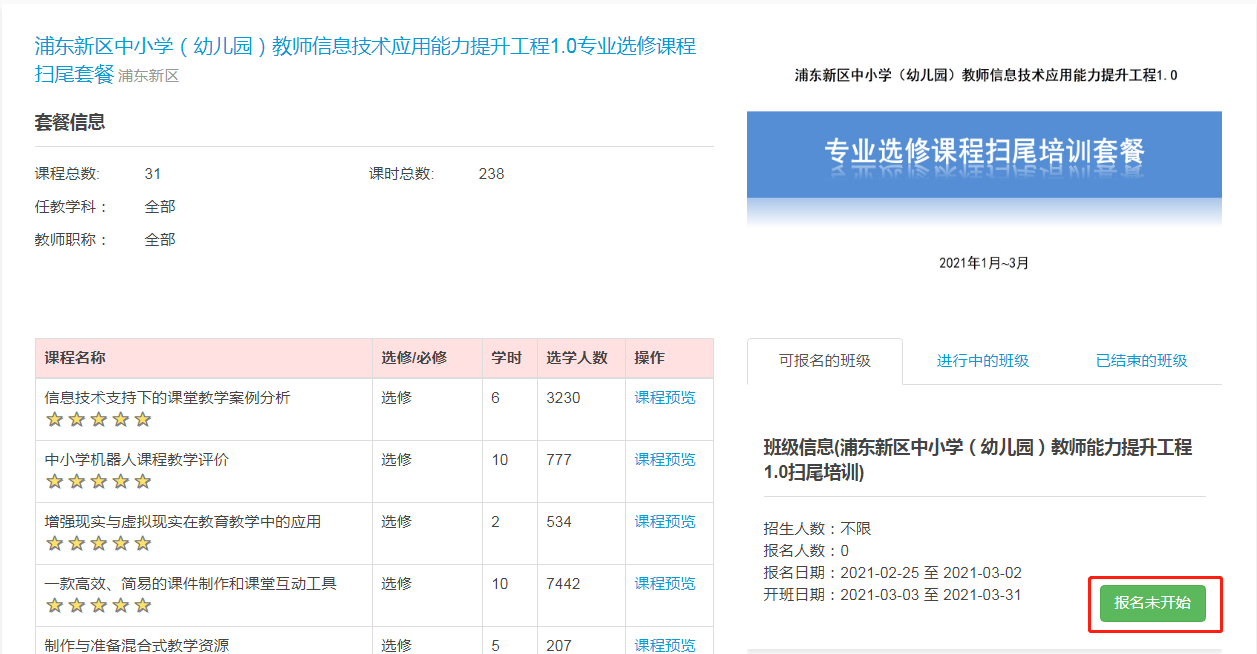 浦东新区中小学（幼儿园）教师信息技术应用能力提升工程1.0专业选修课程
扫尾套餐 浦东新区
套餐信息
课程总数: 31 课时总数: 238
任教学科： 全部
教师职称： 全部
课程名称 选修/必修 学时 选学人数 操作
信息技术支持下的课堂教学案例分析 选修 6 3230 课程预览
中小学机器人课程教学评价 选修 10 777 课程预览
增强现实与虚拟现实在教育教学中的应用 选修 2 534 课程预览
一款高效、简易的课件制作和课堂互动工具 选修 10 7442 课程预览
制作与准备混合式教学资源 选修 5 207 课程预览
浦东新区中小学（幼儿园）教师信息技术应用能力提升工程1.0
专业选修课程扫尾培训套餐
2021年1月~3月
可报名的班级 进行中的班级 已结束的班级
班级信息(浦东新区中小学（幼儿园）教师能力提升工程
1.0扫尾培训)
招生人数：不限
报名人数：0
报名日期：2021-02-25 至 2021-03-02
开班日期：2021-03-03 至 2021-03-31
报名未开始